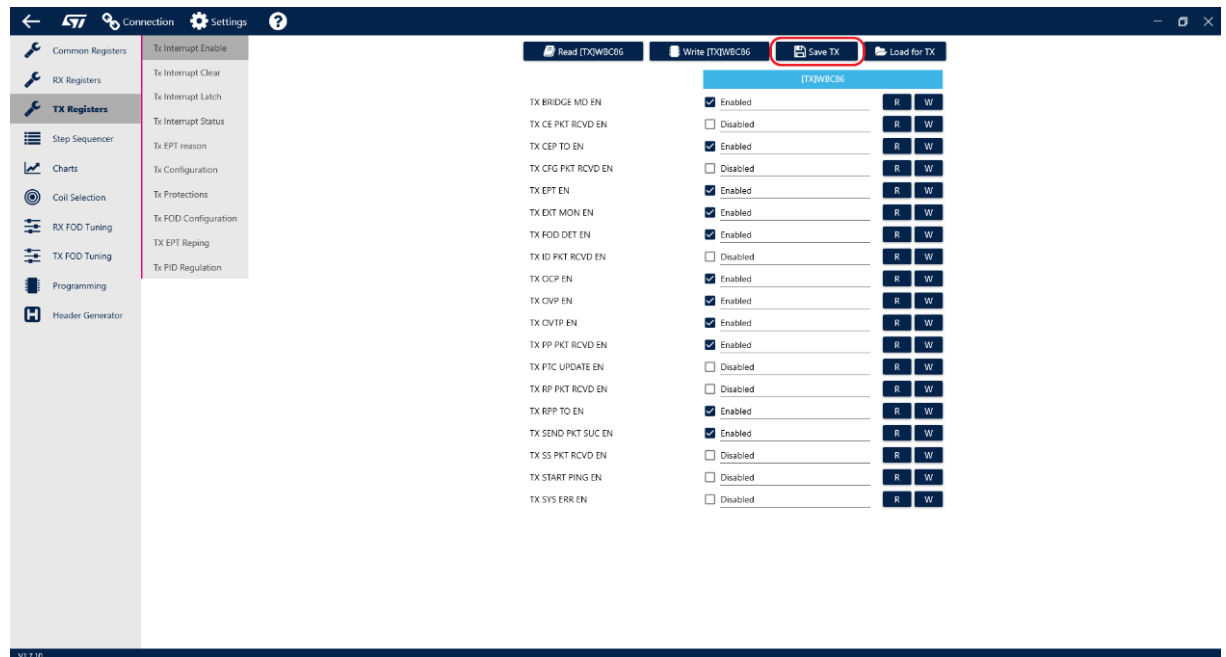 Connection
Settings
?
Common Registers
RX Registers
TX Registers
Step Sequencer
Charts
Coil Selection
RX FOD Tuning
TX FOD Tuning
Programming
H Header Generator
Tx Interrupt Enable
Tx Interrupt Clear
Tx Interrupt Latch
Tx Interrupt Status
Tx EPT reason
Tx Configuration
Tx Protections
Tx FOD Configuration
TX EPT Reping
Tx PID Regulation
Read [TX]WBC86
Write [TX]WBC86
Save TX
Load for TX
[TX]WBC86
TX BRIDGE MD EN Enabled R W
TX CE PKT RCVD EN Disabled R W
TX CEP TO EN Enabled R W
TX CFG PKT RCVD EN Disabled R W
TX EPT EN Enabled R W
TX EXT MON EN Enabled R W
TX FOD DET EN Enabled R W
TX ID PKT RCVD EN Disabled R W
TX OCP EN Enabled R W
TX OVP EN Enabled R W
TX OVTP EN Enabled R W
TX PP PKT RCVD EN Enabled R W
TX PTC UPDATE EN Disabled R W
TX RP PKT RCVD EN Disabled R W
TX RPP TO EN Enabled R W
TX SEND PKT SUC EN Enabled R W
TX SS PKT RCVD EN Disabled R W
TX START PING EN Disabled R W
TX SYS ERR EN Disabled R W